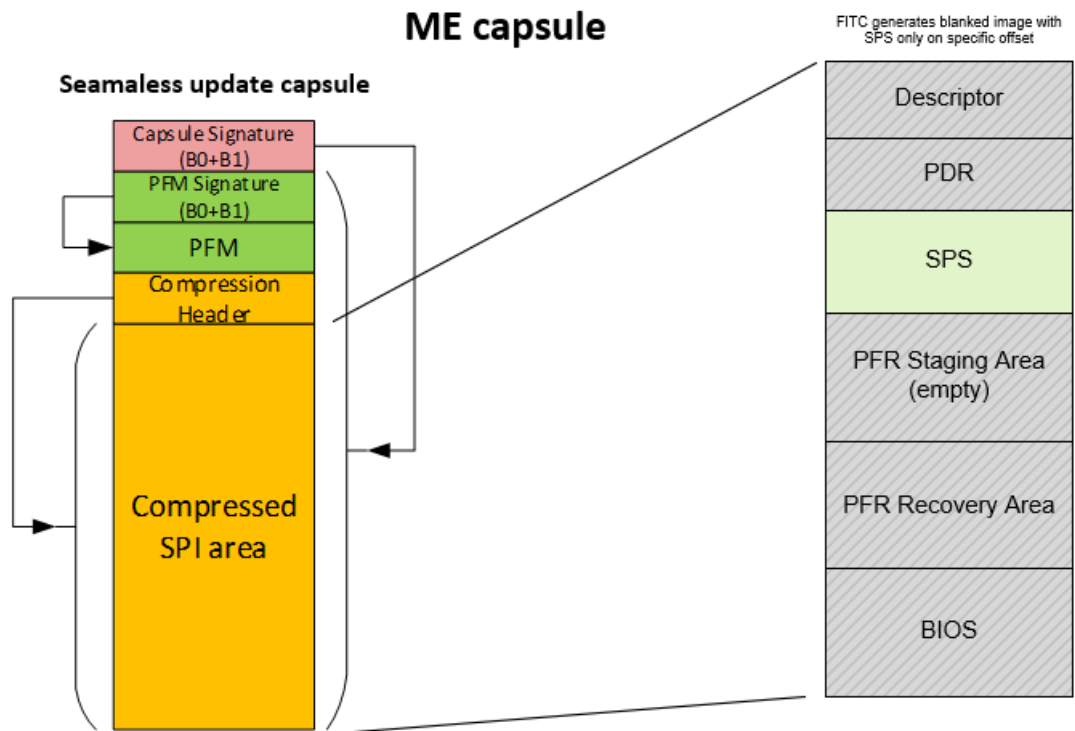 ME capsule
FITC generates blanked image with
SPS only on specific offset
Seamaless update capsule
Capsule Signature
(B0+B1)
PFM Signature
(B0+B1)
PFM
Compression
Header
Compressed
SPI area
Descriptor
PDR
SPS
PFR Staging Area
(empty)
PFR Recovery Area
BIOS